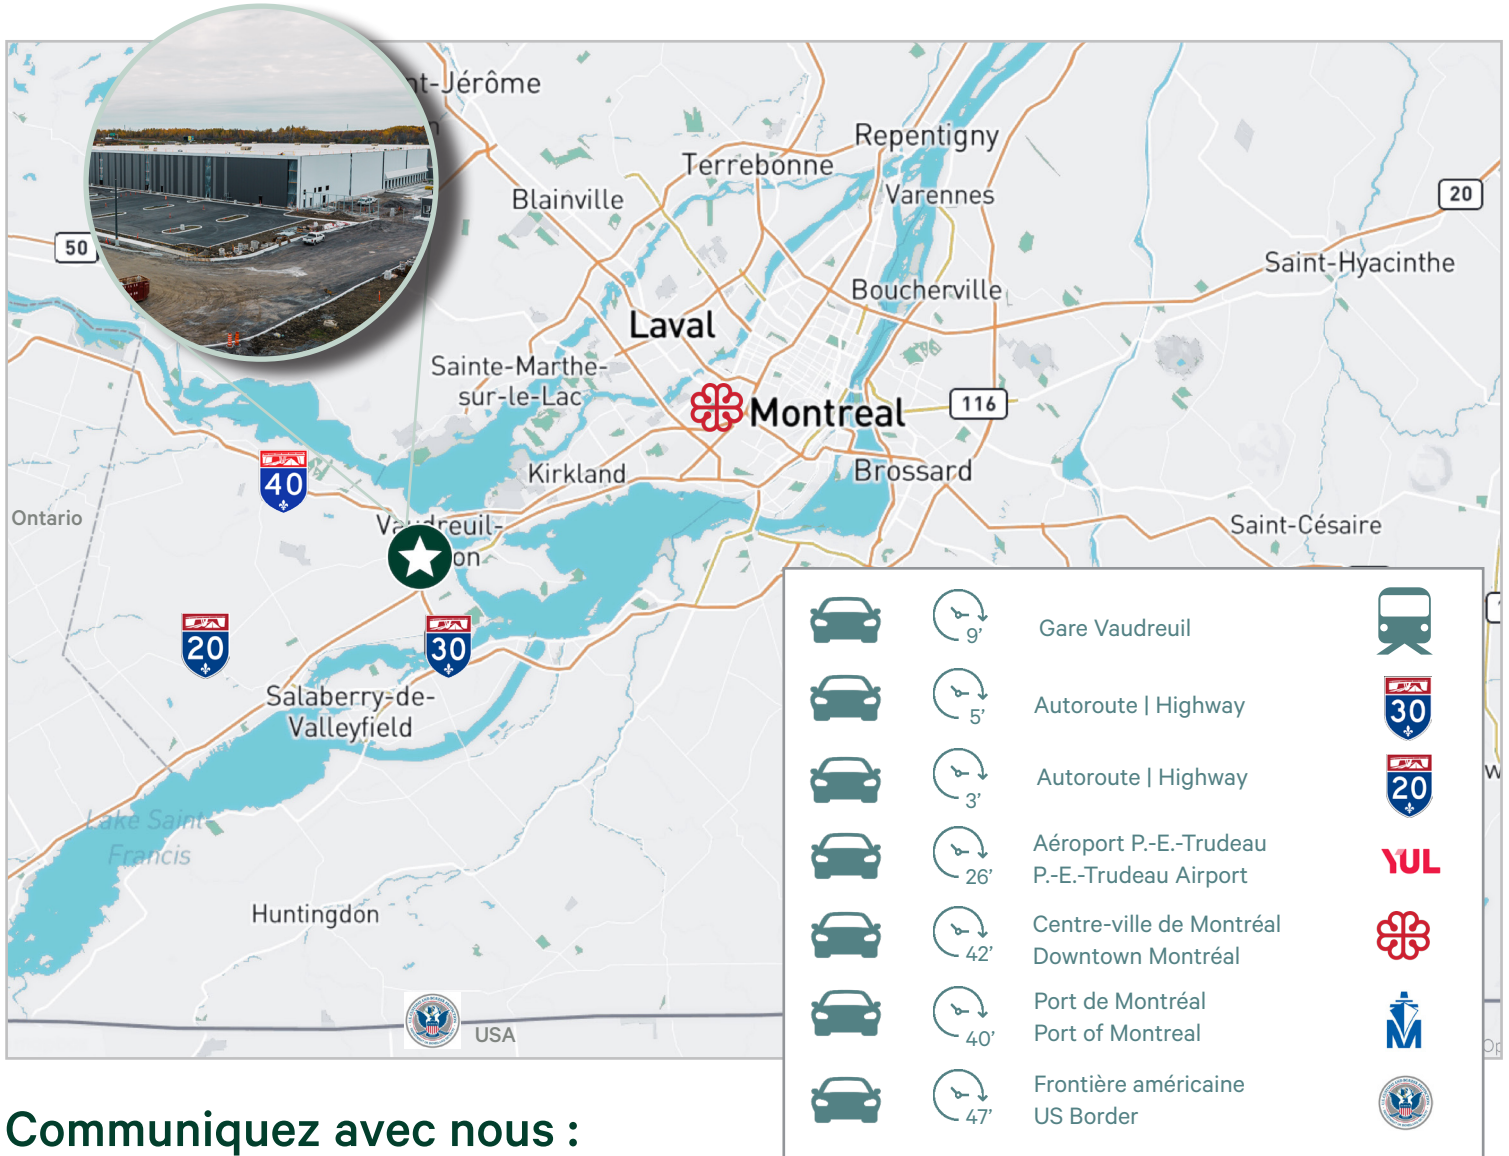 nt-Jérôme
Repentigny
Terrebonne
Varennes
Blainville
20
50
Saint-Hyacinthe
Boucherville
Laval
Sainte-Marthe-
sur-le-Lac
116
Montreal
Kirkland
Brossard
40
Ontario
Vaudreuil-
on
Saint-Césaire
20
30
Salaberry-de-
Valleyfield
Lake Saint
Francis
Huntingdon
USA
9’
Gare Vaudreuil
5’
Autoroute | Highway
30
3’
Autoroute | Highway
20
26’
Aéroport P.-E.-Trudeau
P.-E.-Trudeau Airport
YUL
42’
Centre-ville de Montréal
Downtown Montréal
40’
Port de Montréal
Port of Montreal
M
47’
Frontière américaine
US Border
Communiquez avec nous :